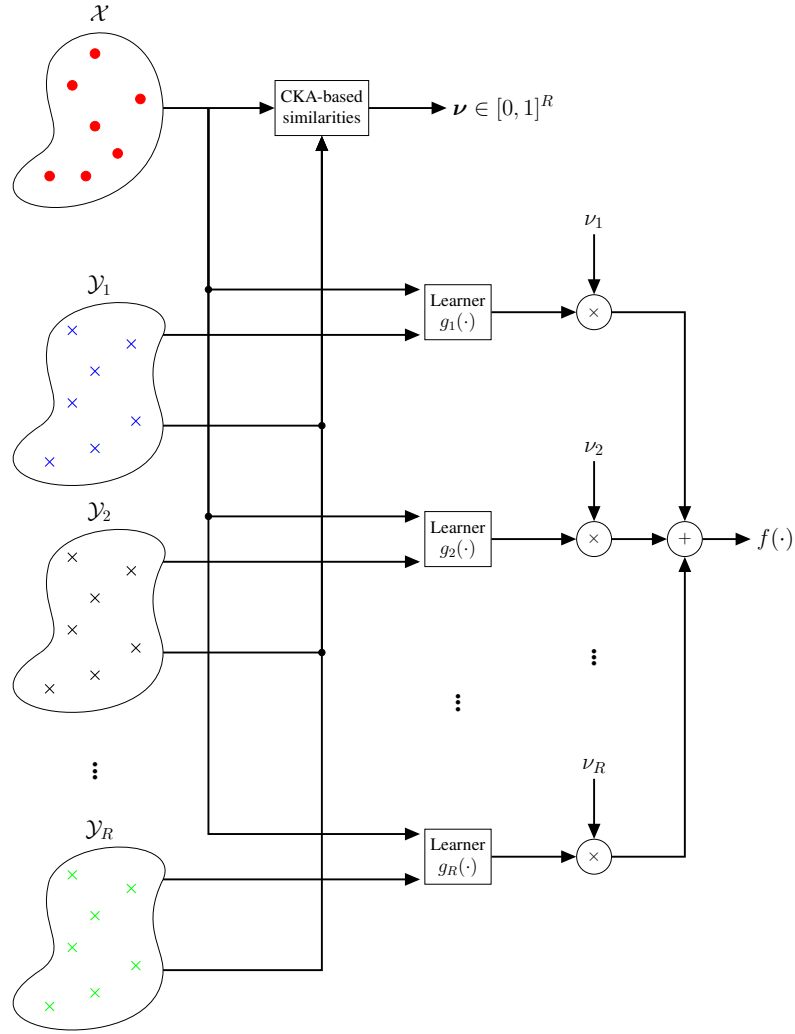 𝒳
CKA-based
similarities
𝝂 ∈ [0, 1]^R
ν_1
𝒴_1
Learner
g_1(·)
×
ν_2
𝒴_2
Learner
g_2(·)
×
+
f(·)
ν_R
𝒴_R
Learner
g_R(·)
×